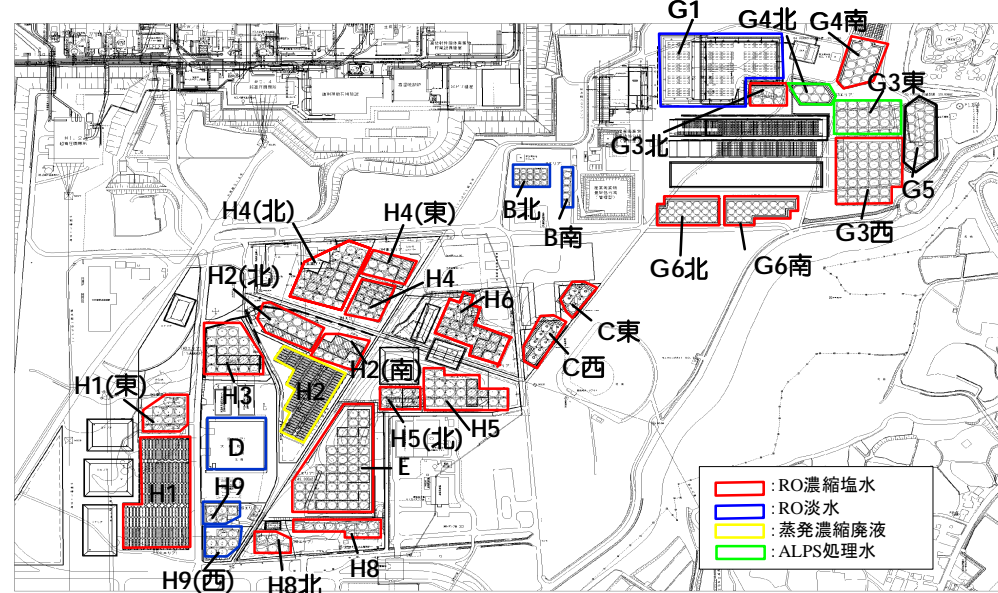 G1
G4北
G4南
G3東
G3北
G5
B北
B南
G3西
H4(北)
H4(東)
G6北
G6南
H2(北)
H4
H6
C東
C西
H2(南)
H1(東)
H3
H2
H5(北)
H5
D
E
H1
H9
H9(西)
H8北
H8
:RO濃縮塩水
:RO淡水
:蒸発濃縮廃液
:ALPS処理水